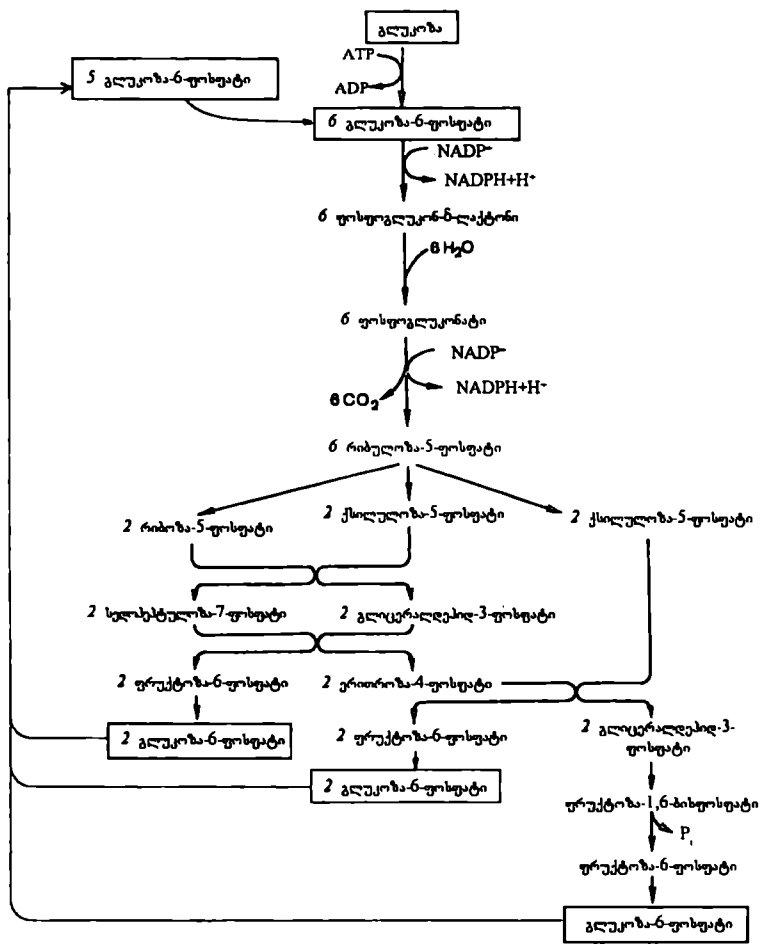 გლუკოზა
ATP
ADP
5 გლუკოზა-6-ფოსფატი
6 გლუკოზა-6-ფოსფატი
NADP⁺
NADPH+H⁺
6 ფოსფოგლუკონ-δ-ლაქტონი
6H₂O
6 ფოსფოგლუკონატი
NADP⁺
NADPH+H⁺
6CO₂
6 რიბულოზა-5-ფოსფატი
2 რიბოზა-5-ფოსფატი
2 ქსილულოზა-5-ფოსფატი
2 ქსილულოზა-5-ფოსფატი
2 სედოჰეპტულოზა-7-ფოსფატი
2 გლიცერალდეჰიდ-3-ფოსფატი
2 ფრუქტოზა-6-ფოსფატი
2 ერითროზა-4-ფოსფატი
2 გლუკოზა-6-ფოსფატი
2 ფრუქტოზა-6-ფოსფატი
2 გლიცერალდეჰიდ-3-
ფოსფატი
2 გლუკოზა-6-ფოსფატი
ფრუქტოზა-1,6-ბისფოსფატი
Pᵢ
ფრუქტოზა-6-ფოსფატი
გლუკოზა-6-ფოსფატი